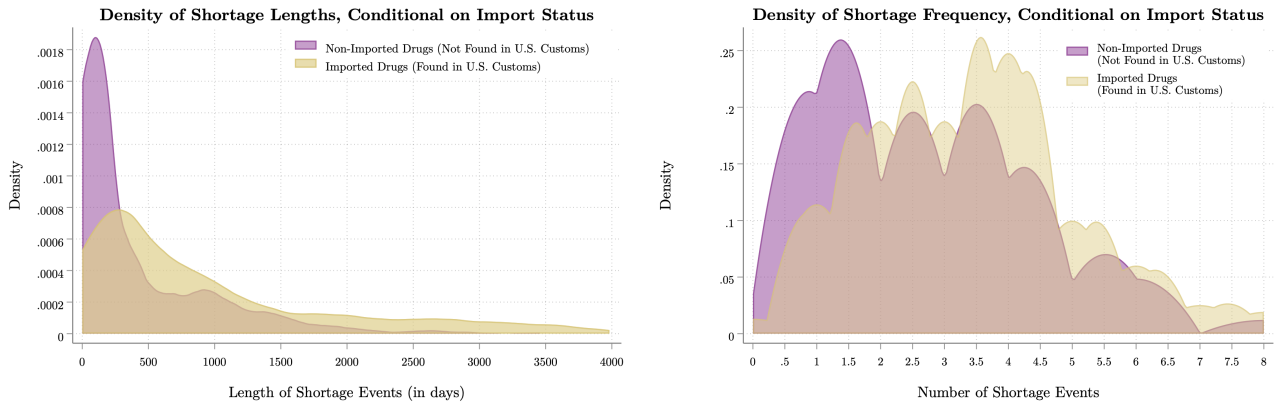 Density of Shortage Lengths, Conditional on Import Status
Non-Imported Drugs (Not Found in U.S. Customs)
Imported Drugs (Found in U.S. Customs)
Density
.0018
.0016
.0014
.0012
.001
.0008
.0006
.0004
.0002
0
0 500 1000 1500 2000 2500 3000 3500 4000
Length of Shortage Events (in days)
Density of Shortage Frequency, Conditional on Import Status
Non-Imported Drugs
(Not Found in U.S. Customs)
Imported Drugs
(Found in U.S. Customs)
Density
.25
.2
.15
.1
.05
0
0 .5 1 1.5 2 2.5 3 3.5 4 4.5 5 5.5 6 6.5 7 7.5 8
Number of Shortage Events